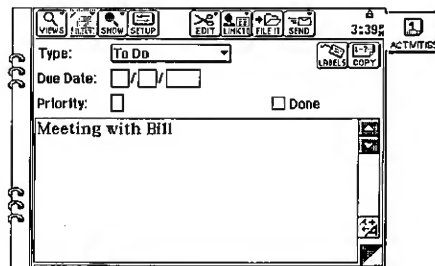 VIEWS SHOW SETUP EDIT LINKTO FILE IT SEND 3:39
ACTIVITIES
Type: To Do
LABELS COPY
Due Date: / /
Priority: Done
Meeting with Bill